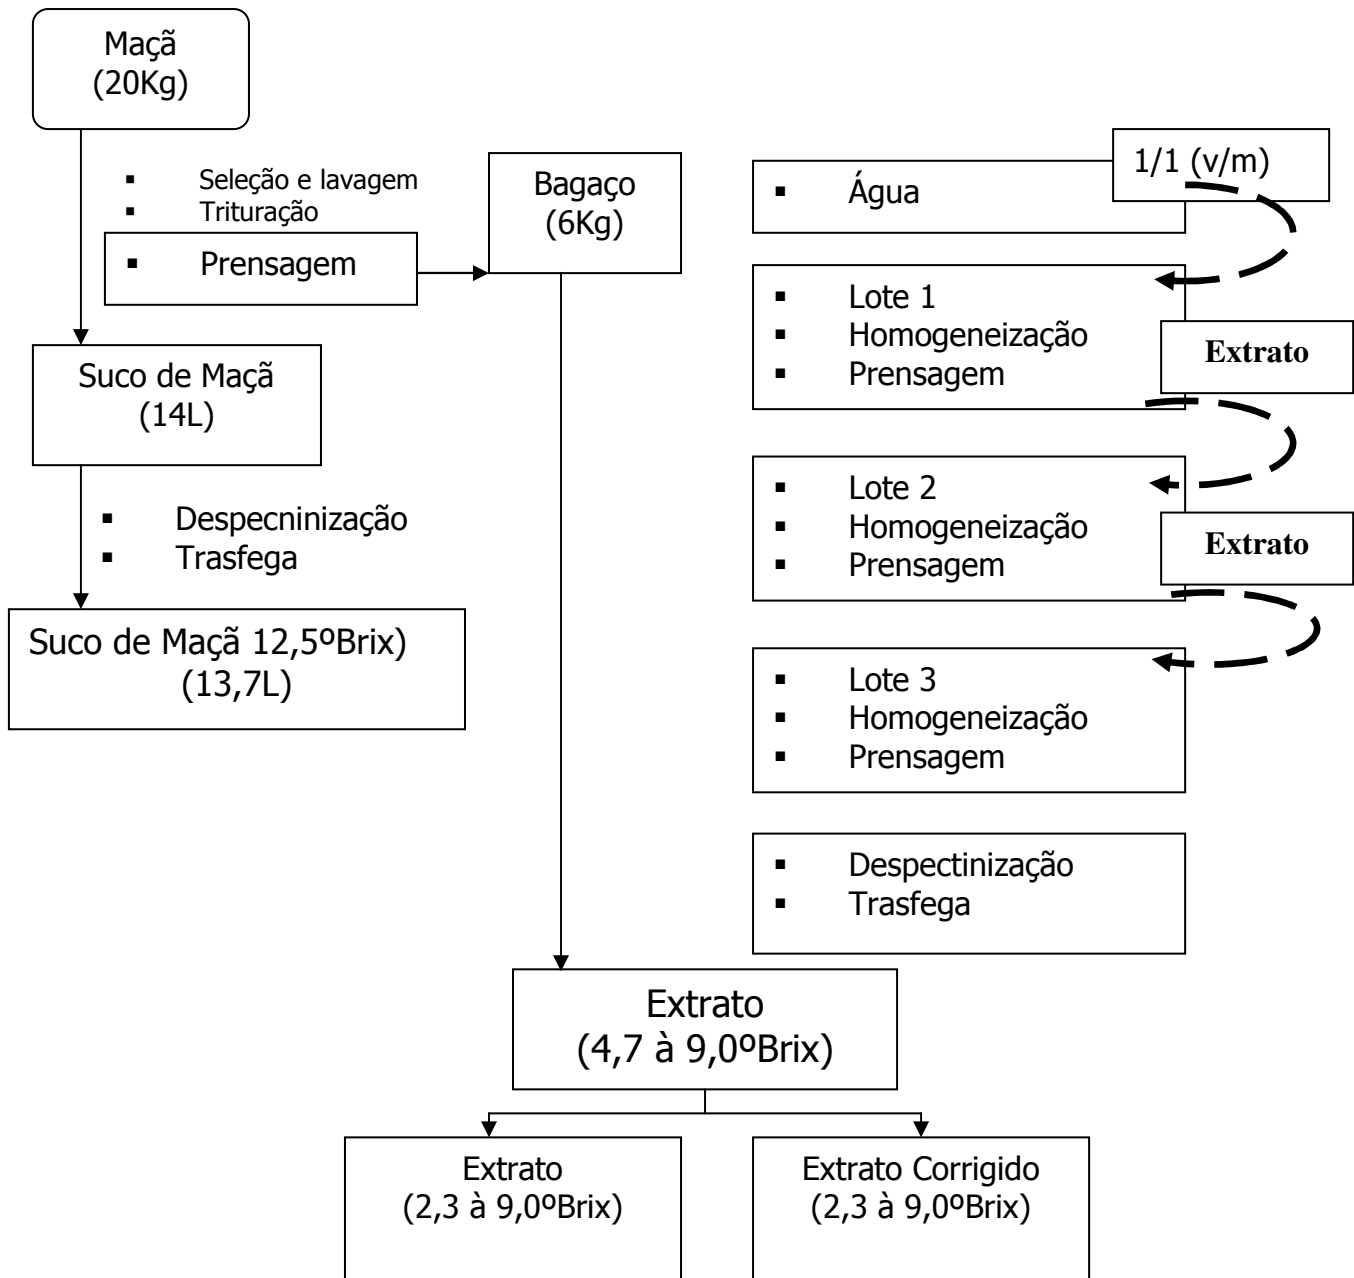 Maçã
(20Kg)
▪ Seleção e lavagem
▪ Trituração
▪ Prensagem
Bagaço
(6Kg)
Suco de Maçã
(14L)
▪ Despecninização
▪ Trasfega
Suco de Maçã 12,5ºBrix)
(13,7L)
1/1 (v/m)
▪ Água
▪ Lote 1
▪ Homogeneização
▪ Prensagem
Extrato
▪ Lote 2
▪ Homogeneização
▪ Prensagem
Extrato
▪ Lote 3
▪ Homogeneização
▪ Prensagem
▪ Despectinização
▪ Trasfega
Extrato
(4,7 à 9,0ºBrix)
Extrato
(2,3 à 9,0ºBrix)
Extrato Corrigido
(2,3 à 9,0ºBrix)